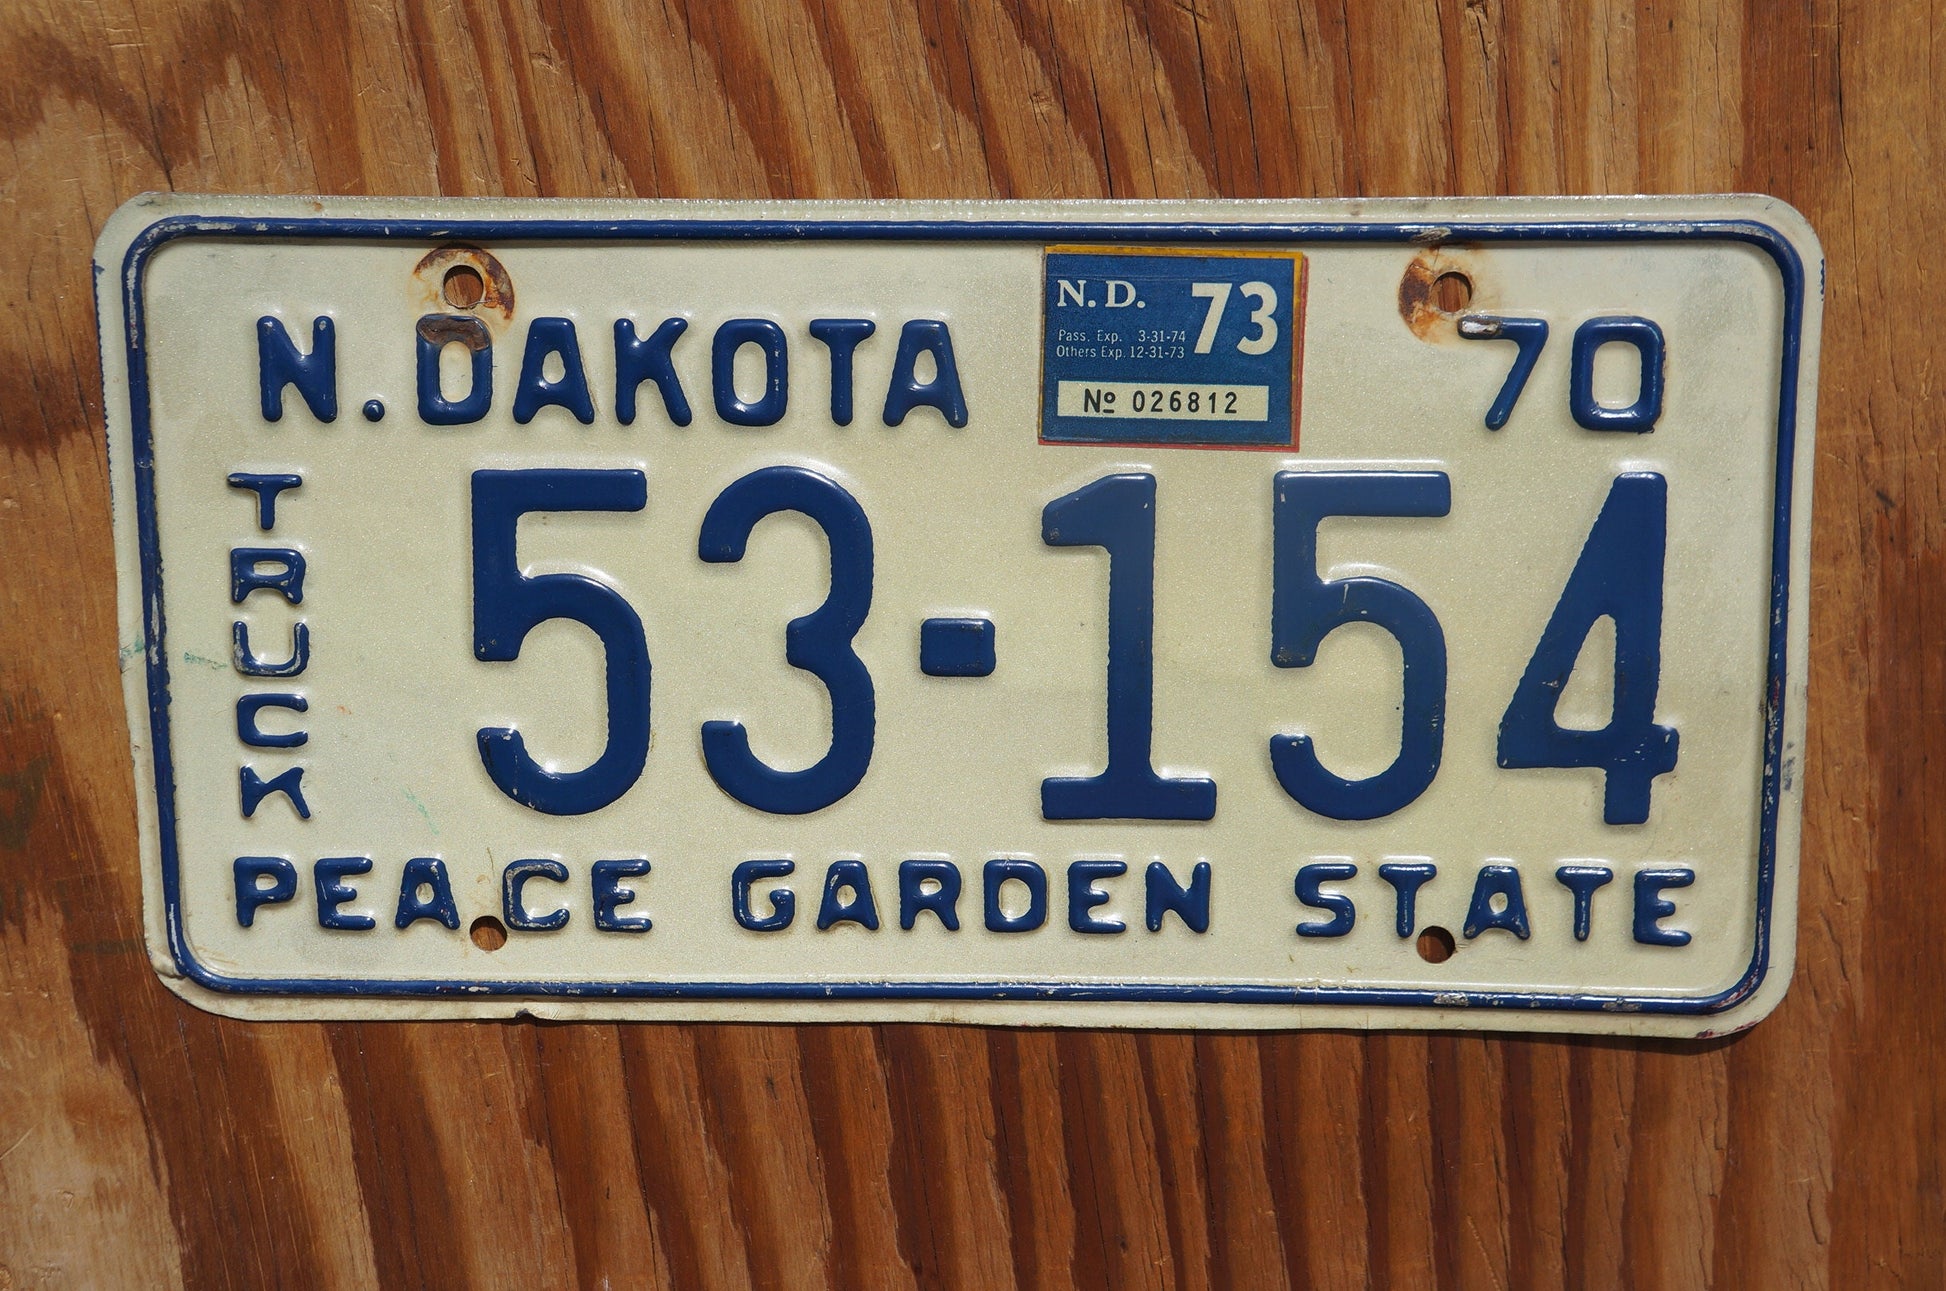 N. DAKOTA
N.D. 73
Pass. Exp. 3-31-74
Others Exp. 12-31-73
Nº 026812
70
TRUCK
53-154
PEACE GARDEN STATE